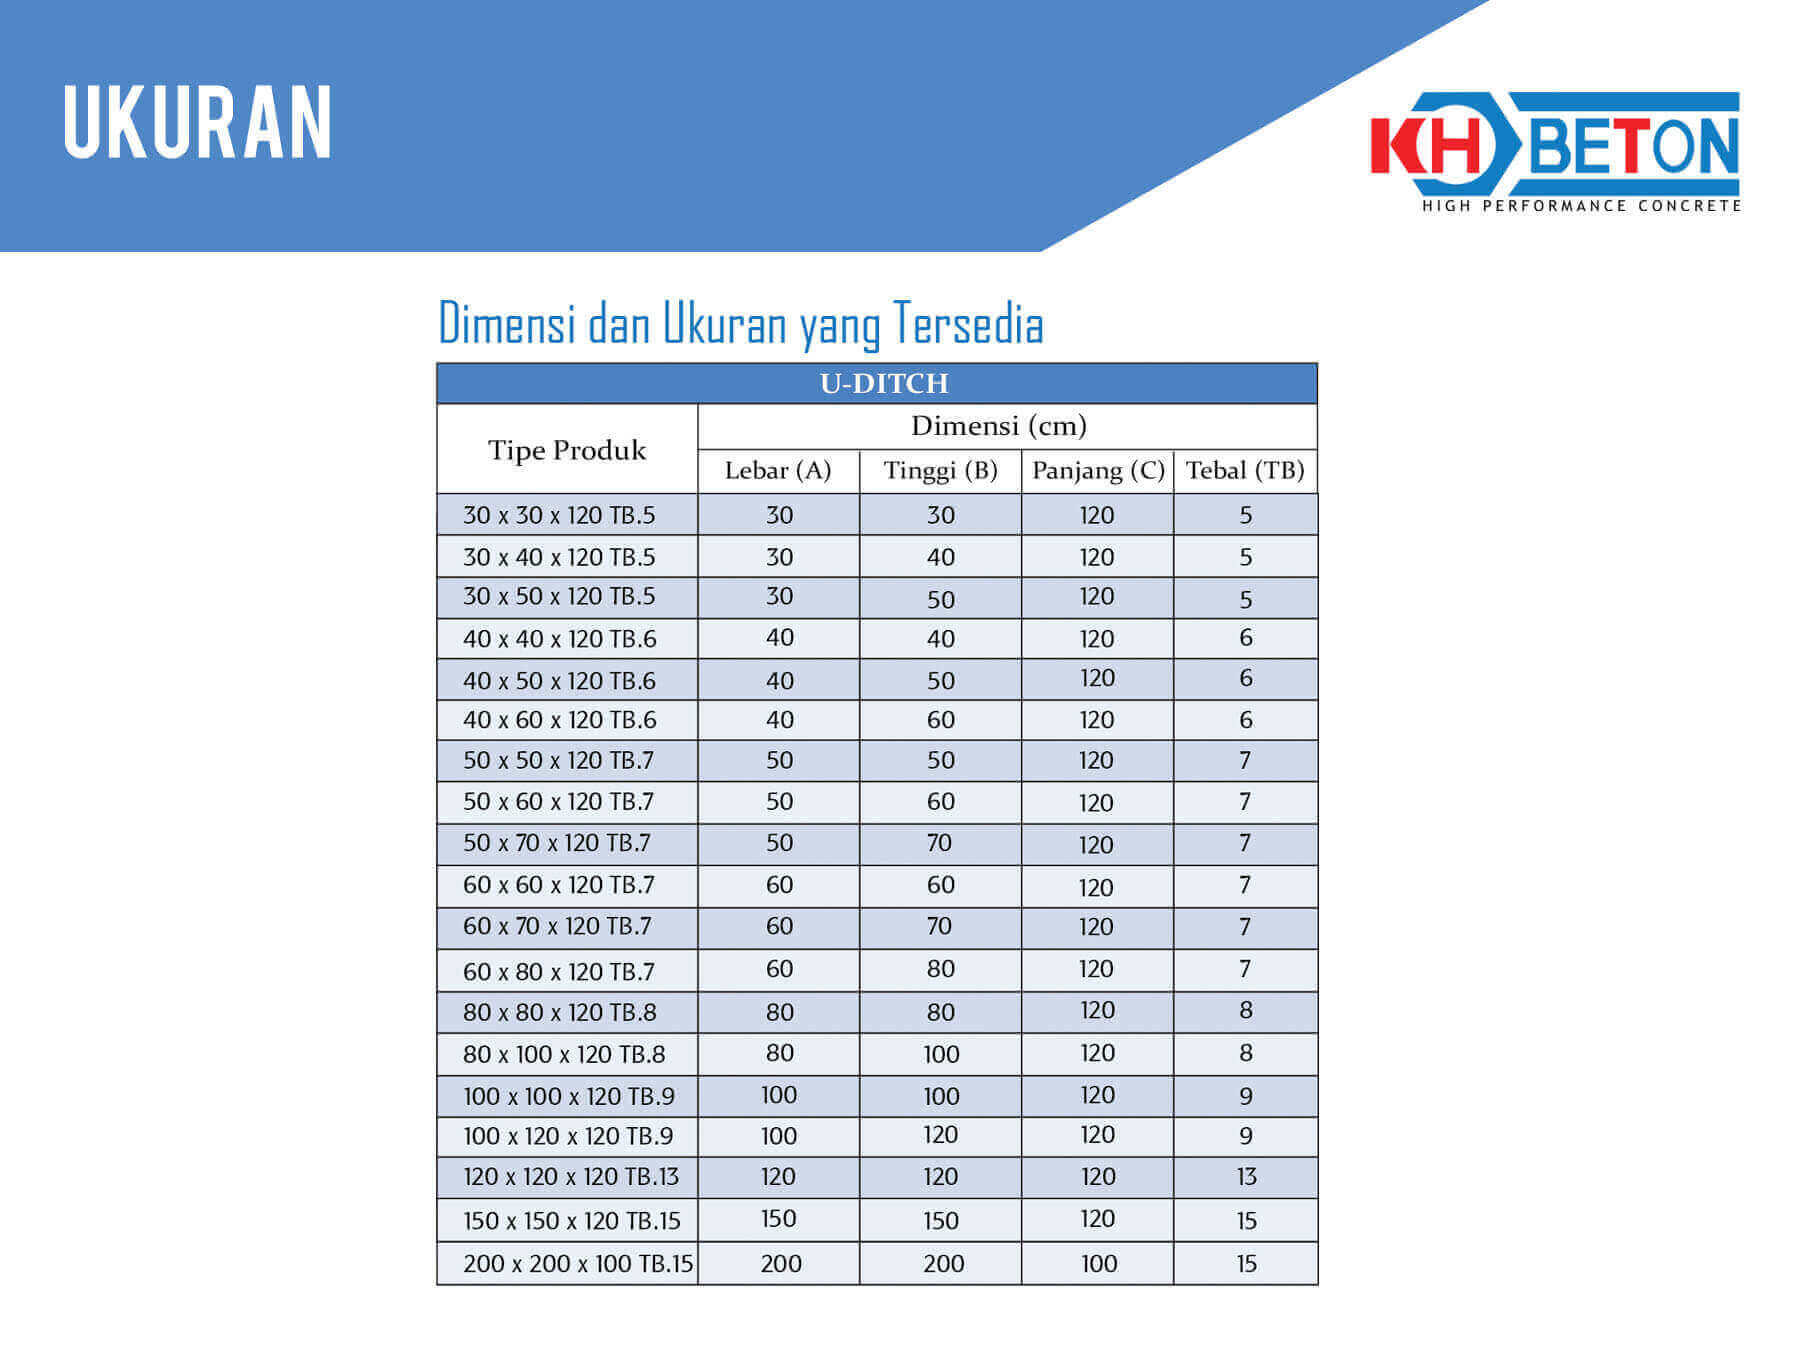 UKURAN
KH BETON
HIGH PERFORMANCE CONCRETE
Dimensi dan Ukuran yang Tersedia
U-DITCH
Tipe Produk
Dimensi (cm)
Lebar (A) Tinggi (B) Panjang (C) Tebal (TB)
30 x 30 x 120 TB.5 30 30 120 5
30 x 40 x 120 TB.5 30 40 120 5
30 x 50 x 120 TB.5 30 50 120 5
40 x 40 x 120 TB.6 40 40 120 6
40 x 50 x 120 TB.6 40 50 120 6
40 x 60 x 120 TB.6 40 60 120 6
50 x 50 x 120 TB.7 50 50 120 7
50 x 60 x 120 TB.7 50 60 120 7
50 x 70 x 120 TB.7 50 70 120 7
60 x 60 x 120 TB.7 60 60 120 7
60 x 70 x 120 TB.7 60 70 120 7
60 x 80 x 120 TB.7 60 80 120 7
80 x 80 x 120 TB.8 80 80 120 8
80 x 100 x 120 TB.8 80 100 120 8
100 x 100 x 120 TB.9 100 100 120 9
100 x 120 x 120 TB.9 100 120 120 9
120 x 120 x 120 TB.13 120 120 120 13
150 x 150 x 120 TB.15 150 150 120 15
200 x 200 x 100 TB.15 200 200 100 15